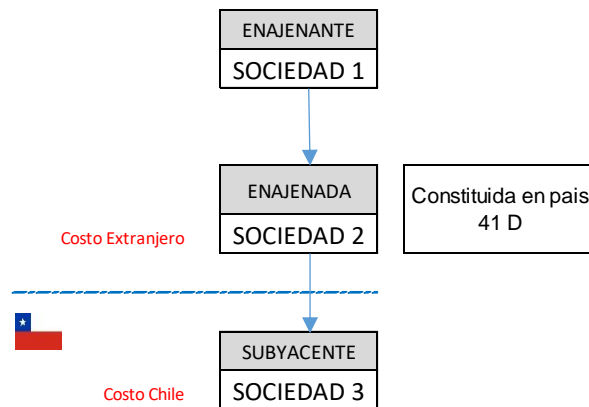 ENAJENANTE
SOCIEDAD 1
ENAJENADA
Constituida en pais
41 D
Costo Extranjero
SOCIEDAD 2
SUBYACENTE
Costo Chile
SOCIEDAD 3